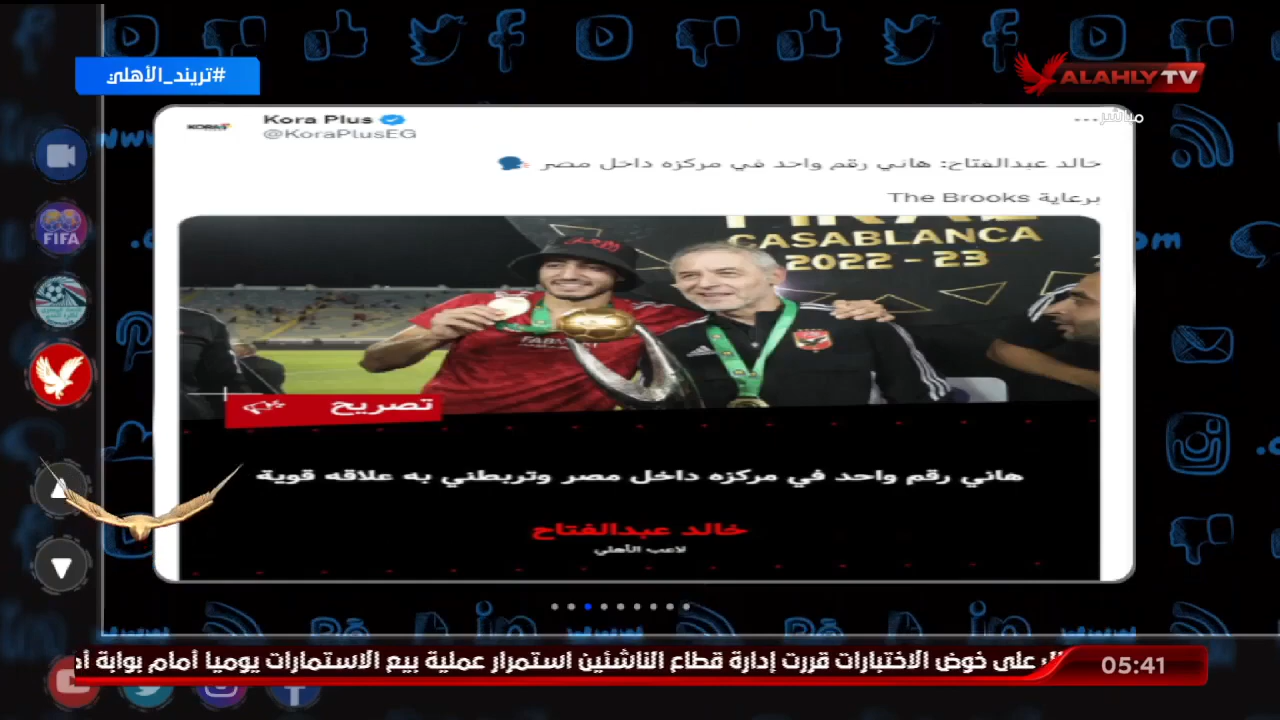 #تريند_الأهلي
ALAHLY TV
مباشر
Kora Plus
@KoraPlusEG
خالد عبدالفتاح: هاني رقم واحد في مركزه داخل مصر
برعاية The Brooks
CASABLANCA
2022 - 23
FIFA
تصريح
هاني رقم واحد في مركزه داخل مصر وتربطني به علاقه قوية
خالد عبدالفتاح
لاعب الأهلي
على خوض الاختبارات قررت إدارة قطاع الناشئين استمرار عملية بيع الاستمارات يوميا أمام بوابة
05:41